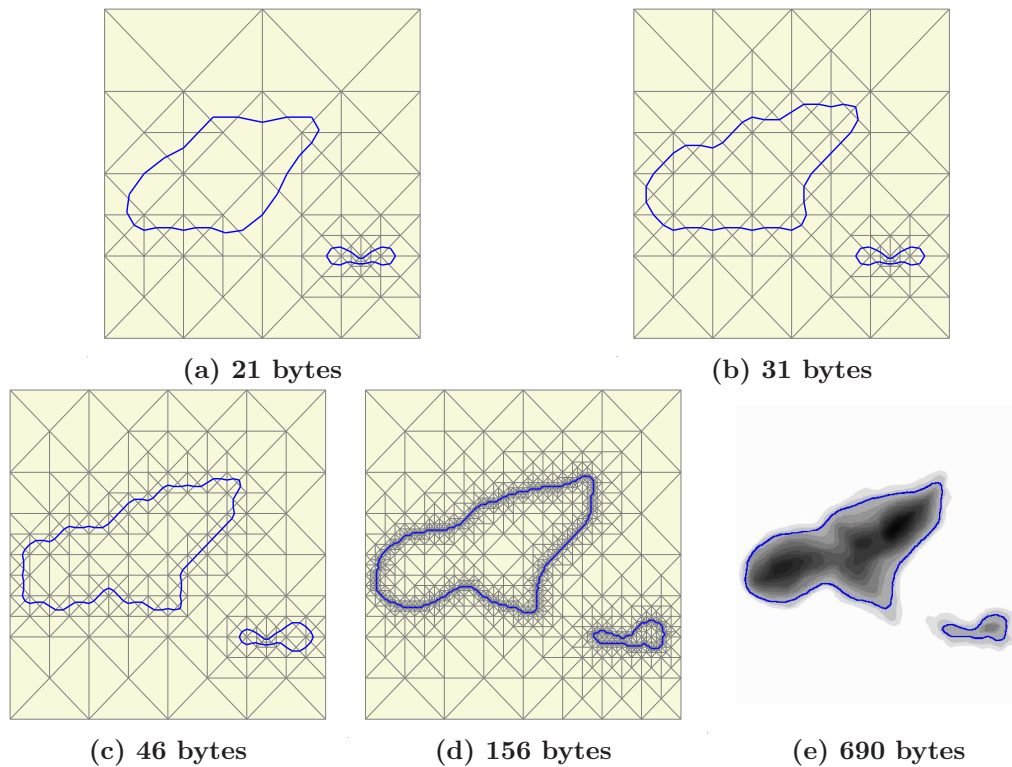 (a) 21 bytes
(b) 31 bytes
(c) 46 bytes
(d) 156 bytes
(e) 690 bytes